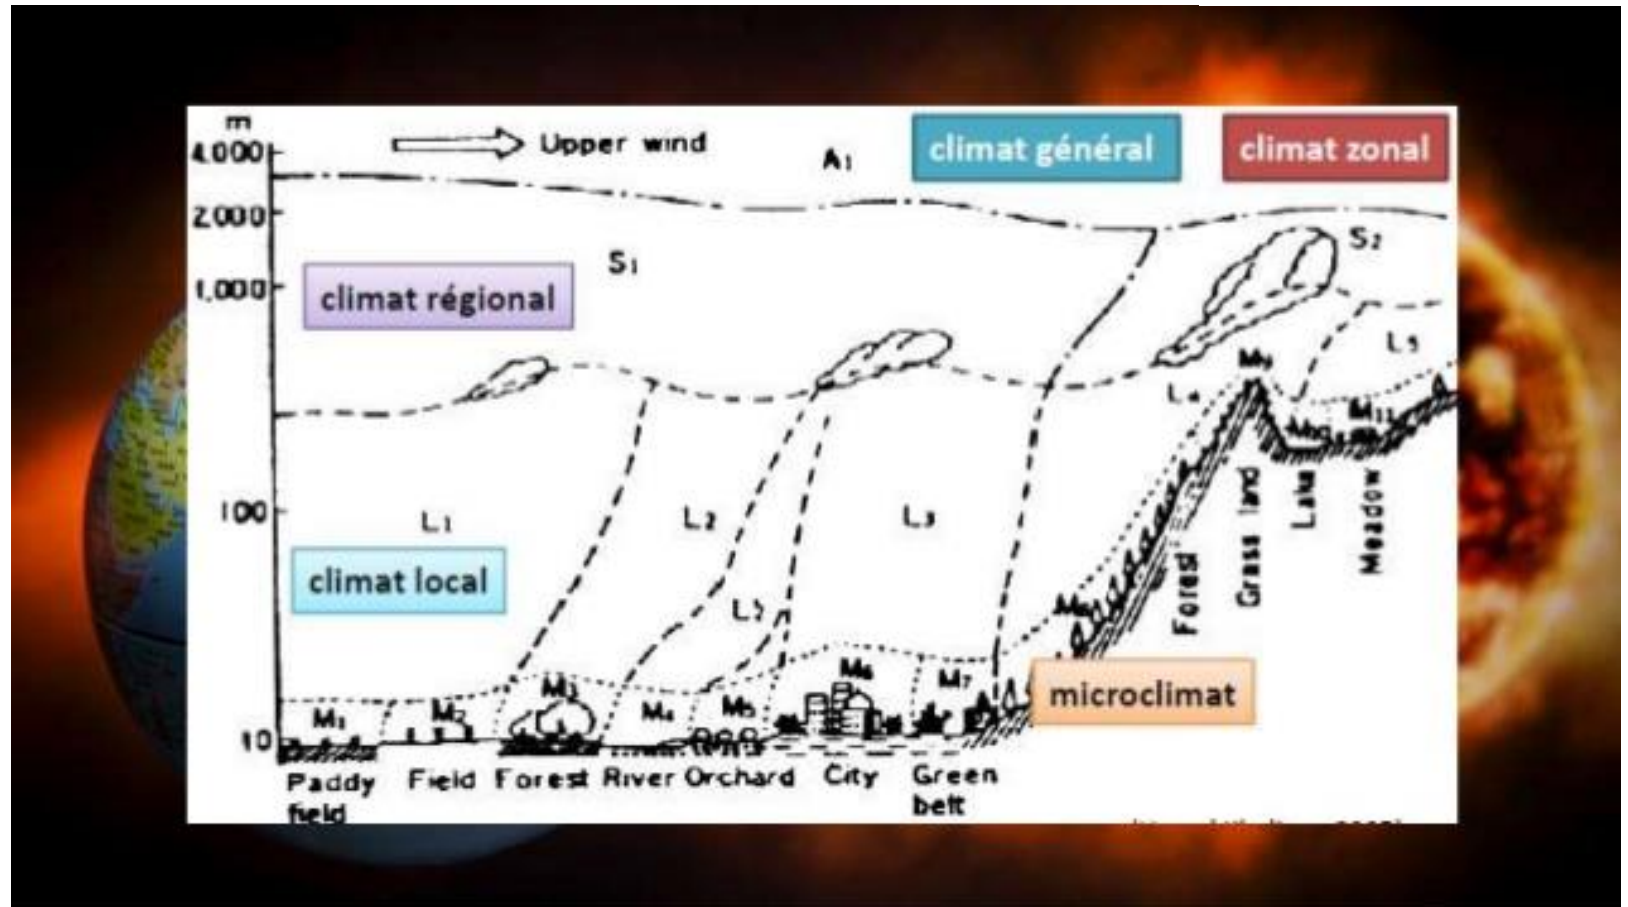 m
4.000
Upper wind
A1
climat général
climat zonal
2.000
S1
S2
1.000
climat régional
L5
M9
L4
M11
100
L1
L2
L3
climat local
Forest
Grass land
Lake
Meadow
microclimat
M1
M2
M3
M4
M5
M6
M7
10
Paddy
field
Field
Forest
River
Orchard
City
Green
belt